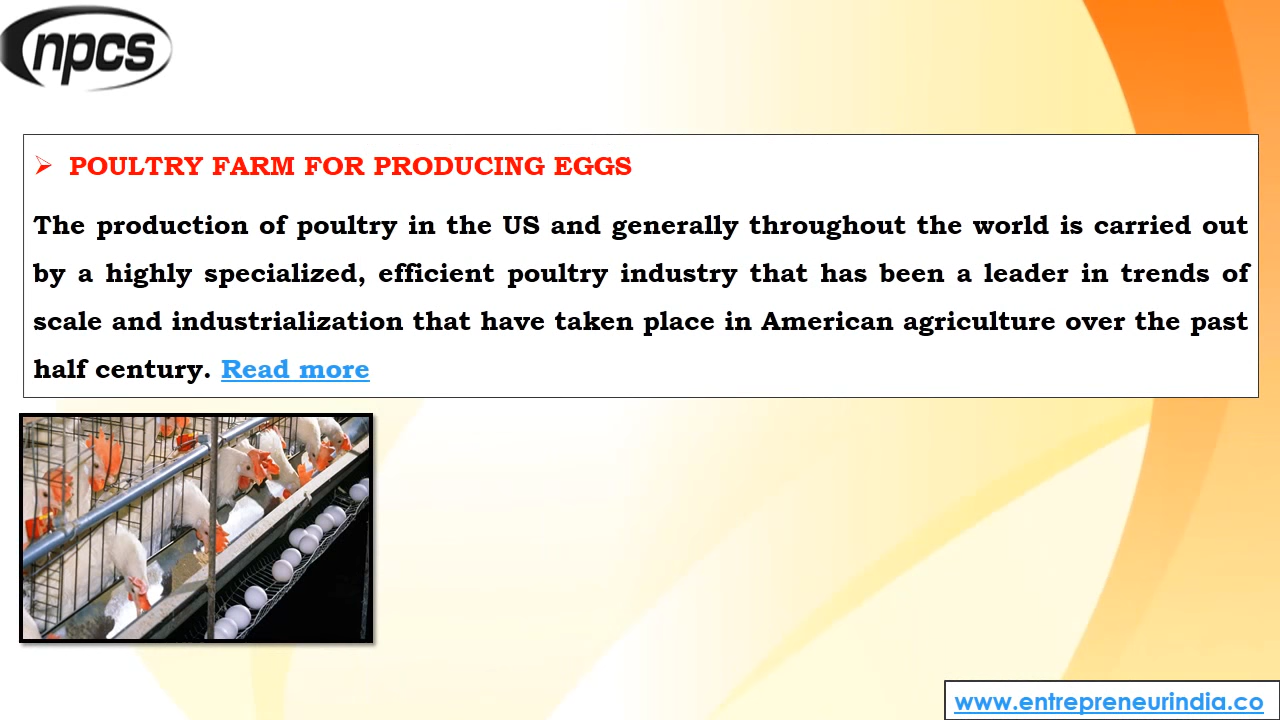 npcs
➢ POULTRY FARM FOR PRODUCING EGGS
The production of poultry in the US and generally throughout the world is carried out
by a highly specialized, efficient poultry industry that has been a leader in trends of
scale and industrialization that have taken place in American agriculture over the past
half century. Read more
www.entrepreneurindia.co